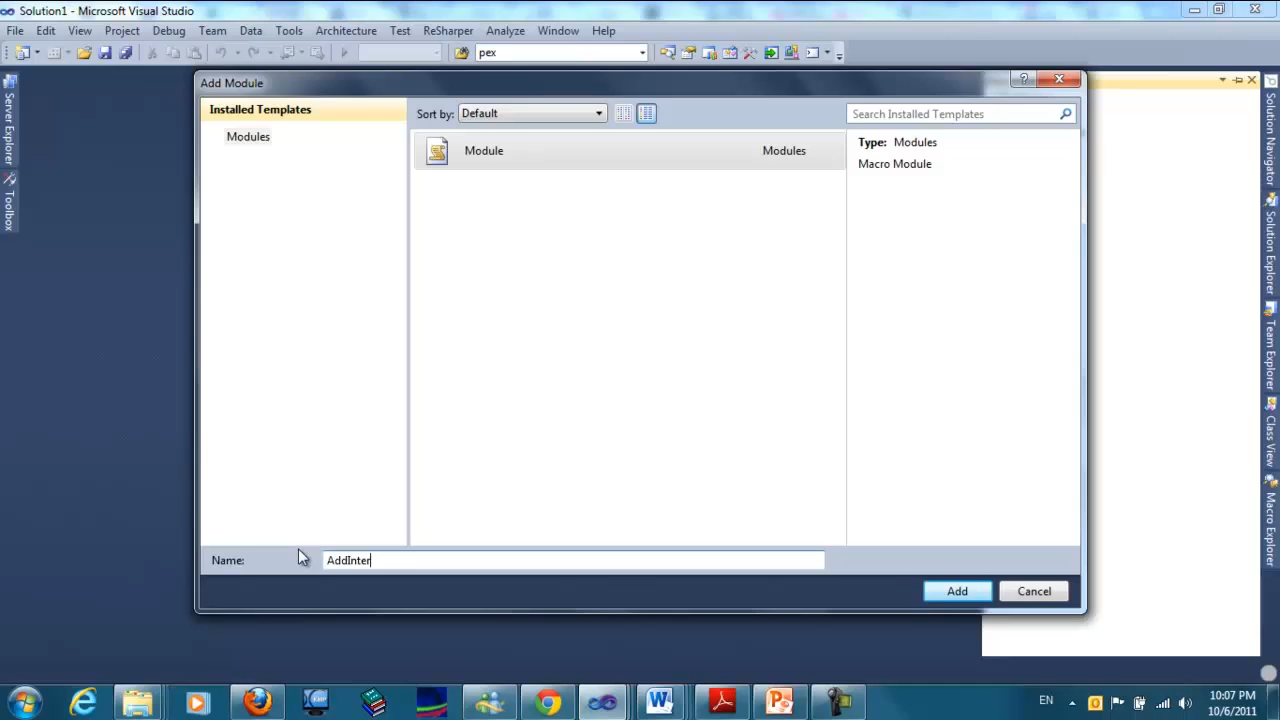 Solution1 - Microsoft Visual Studio
File Edit View Project Debug Team Data Tools Architecture Test ReSharper Analyze Window Help
pex
Add Module
Installed Templates
Sort by: Default
Search Installed Templates
Modules
Module Modules
Type: Modules
Macro Module
Name: AddInter
Add Cancel
Server Explorer
Toolbox
Solution Navigator
Solution Explorer
Team Explorer
Class View
Macro Explorer
EN
10:07 PM
10/6/2011